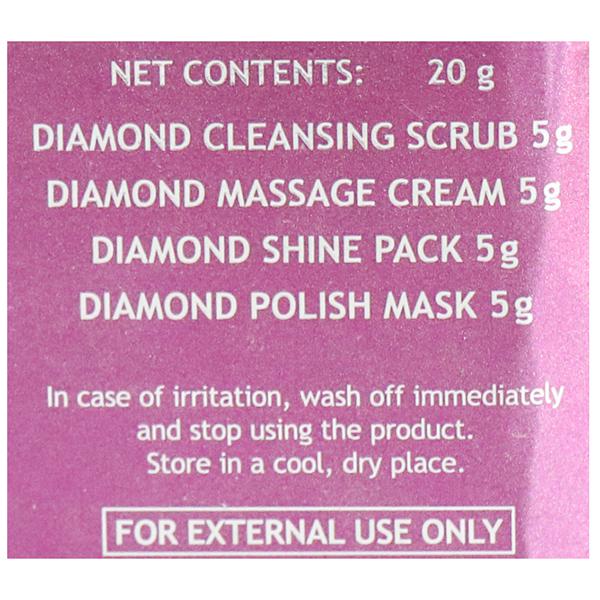 NET CONTENTS: 20 g
DIAMOND CLEANSING SCRUB 5g
DIAMOND MASSAGE CREAM 5g
DIAMOND SHINE PACK 5g
DIAMOND POLISH MASK 5g
In case of irritation, wash off immediately
and stop using the product.
Store in a cool, dry place.
FOR EXTERNAL USE ONLY